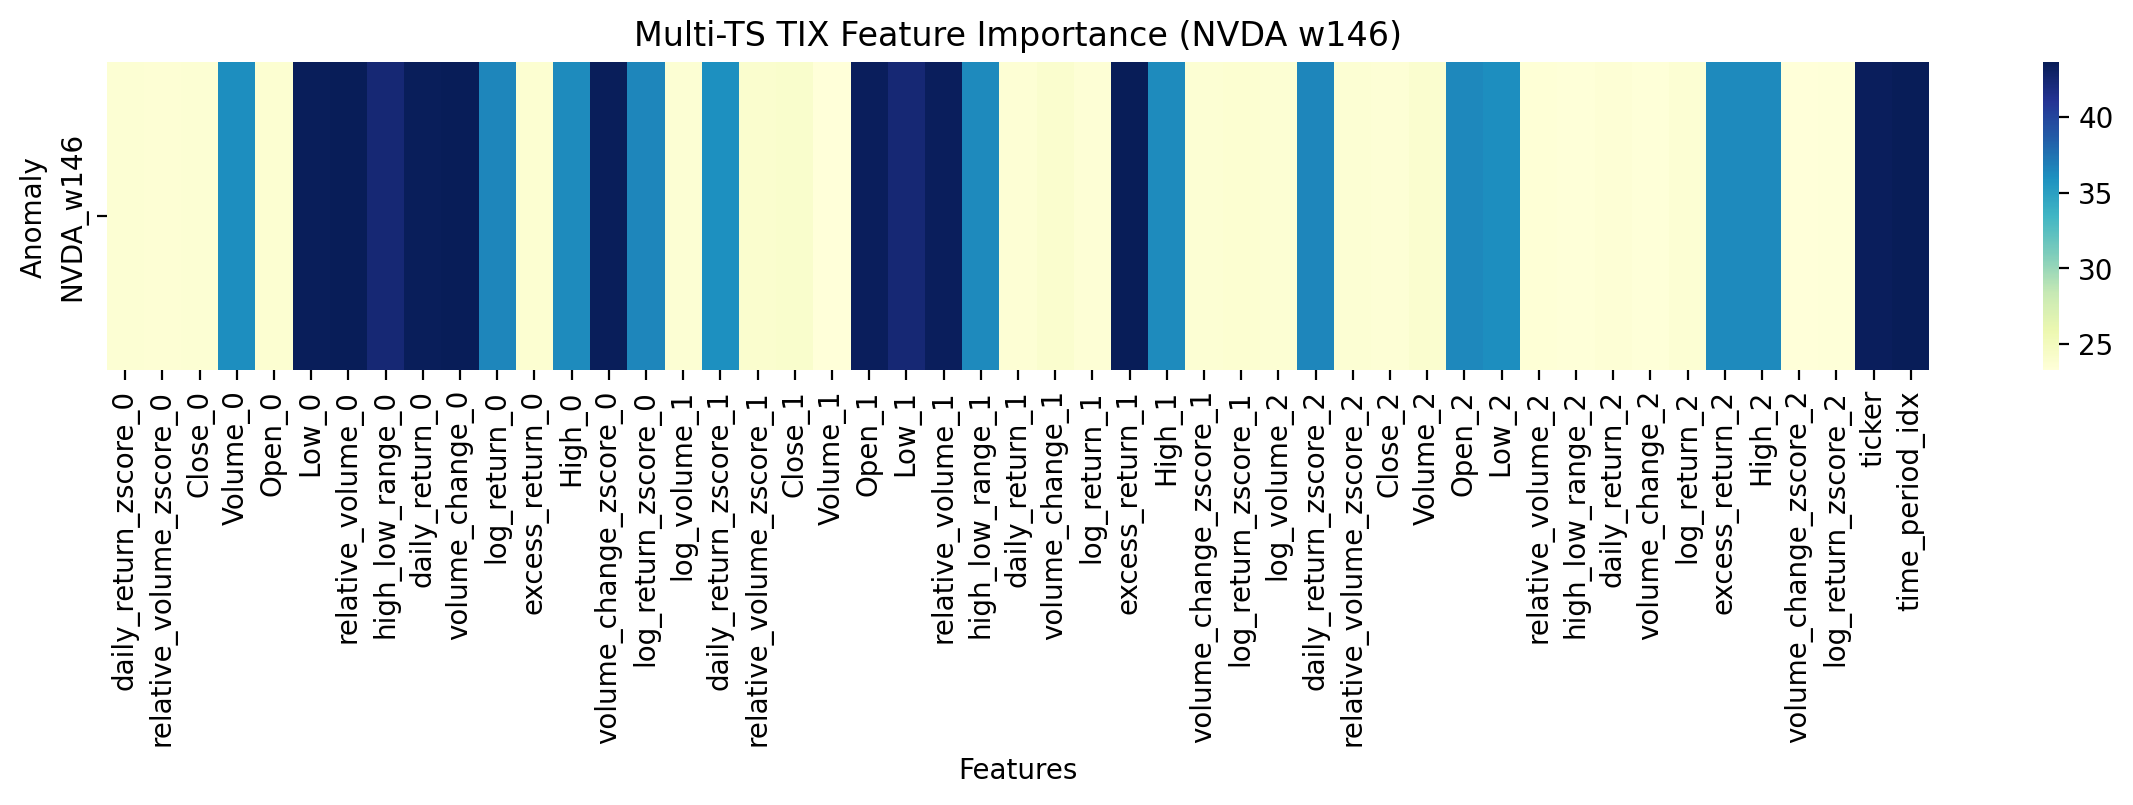 Multi-TS TIX Feature Importance (NVDA w146)
Anomaly
NVDA_w146
40
35
30
25
daily_return_zscore_0
relative_volume_zscore_0
Close_0
Volume_0
Open_0
Low_0
relative_volume_0
high_low_range_0
daily_return_0
volume_change_0
log_return_0
excess_return_0
High_0
volume_change_zscore_0
log_return_zscore_0
log_volume_1
daily_return_zscore_1
relative_volume_zscore_1
Close_1
Volume_1
Open_1
Low_1
relative_volume_1
high_low_range_1
daily_return_1
volume_change_1
log_return_1
excess_return_1
High_1
volume_change_zscore_1
log_return_zscore_1
log_volume_2
daily_return_zscore_2
relative_volume_zscore_2
Close_2
Volume_2
Open_2
Low_2
relative_volume_2
high_low_range_2
daily_return_2
volume_change_2
log_return_2
excess_return_2
High_2
volume_change_zscore_2
log_return_zscore_2
ticker
time_period_idx
Features